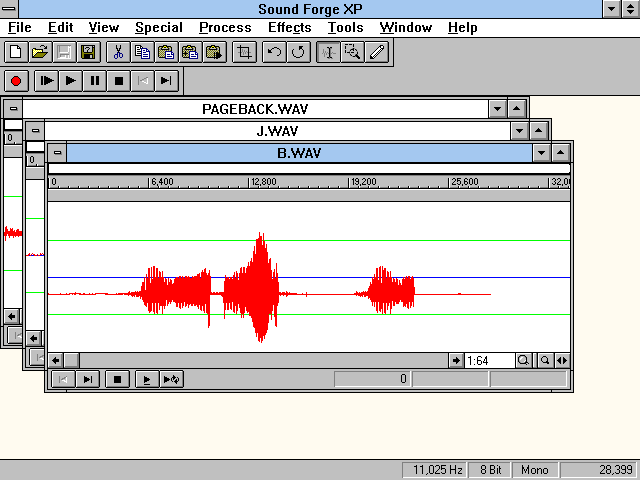 Sound Forge XP
File Edit View Special Process Effects Tools Window Help
PAGEBACK.WAV
0
J.WAV
0
B.WAV
0 6,400 12,800 19,200 25,600 32,0
1:64
0
11,025 Hz 8 Bit Mono 28,399